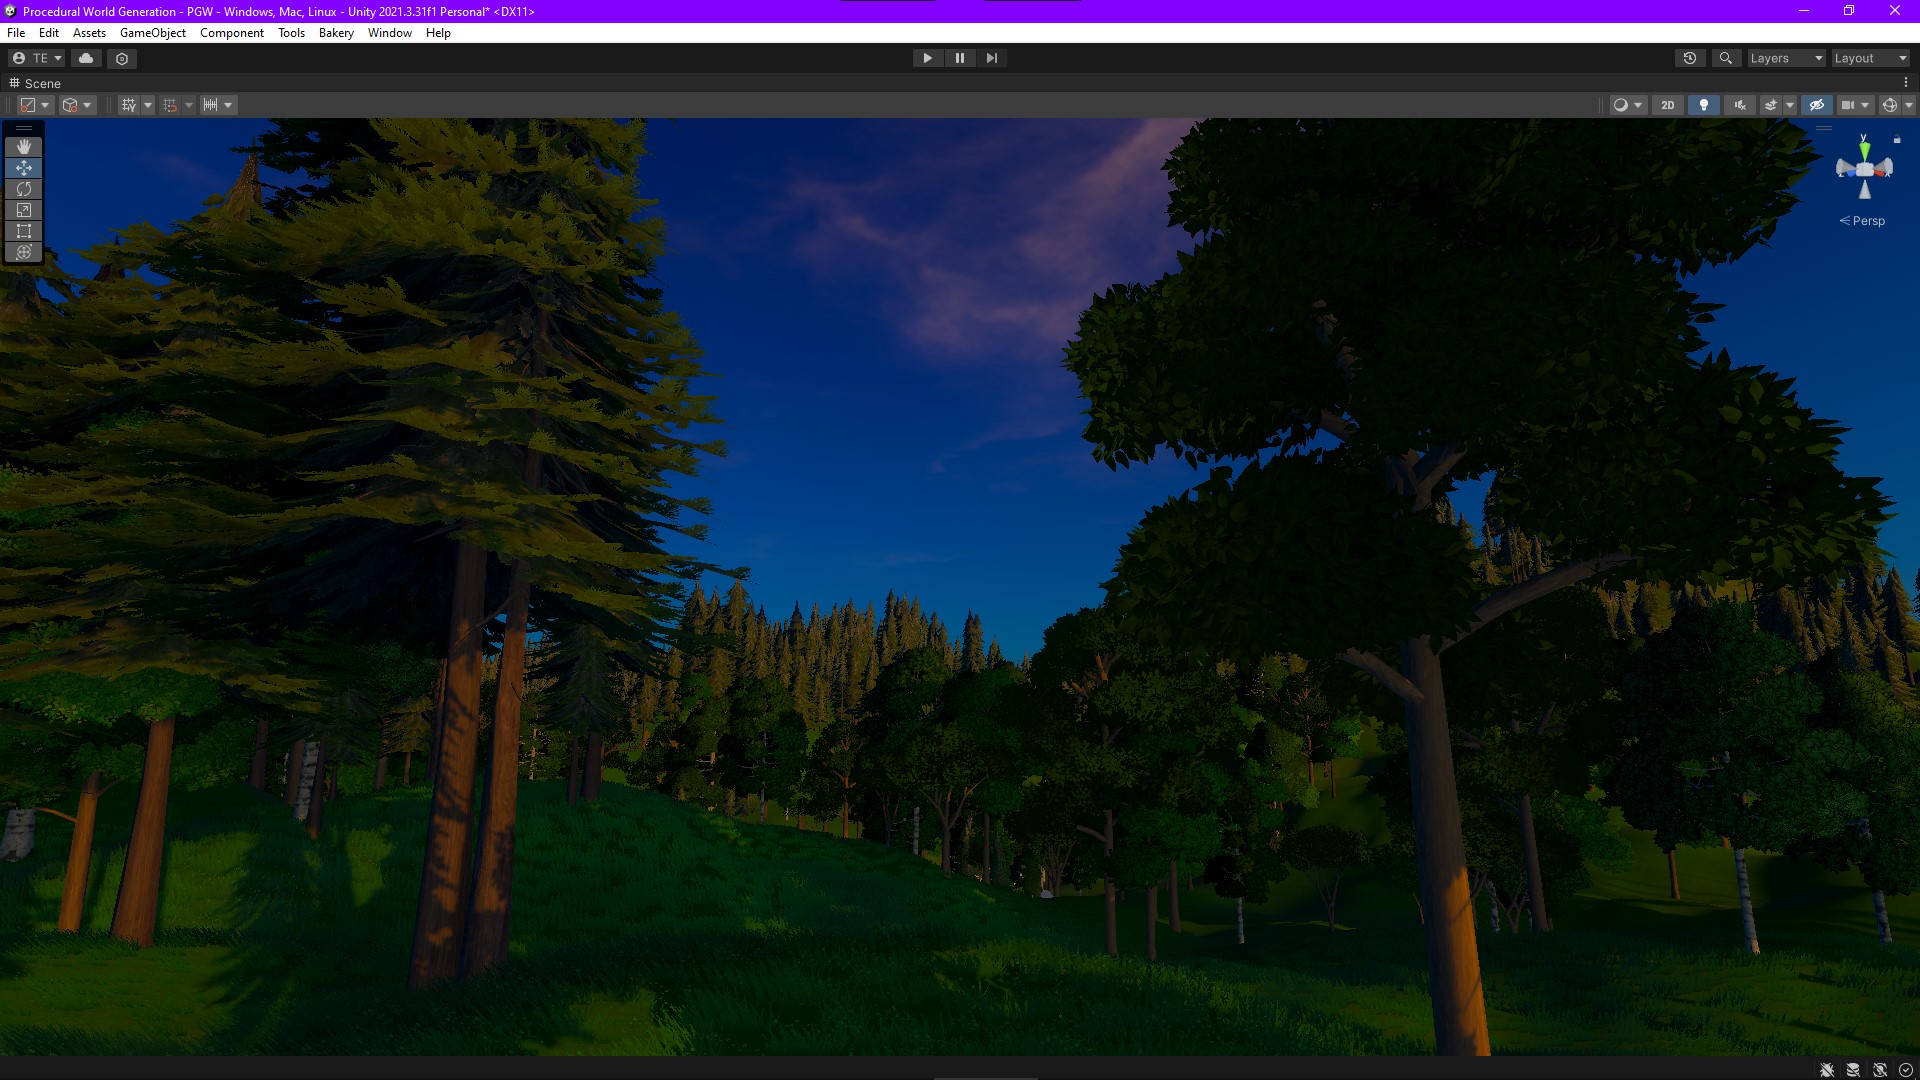 Procedural World Generation - PGW - Windows, Mac, Linux - Unity 2021.3.31f1 Personal* <DX11>
File Edit Assets GameObject Component Tools Bakery Window Help
TE Layers Layout
Scene
2D
y
Persp